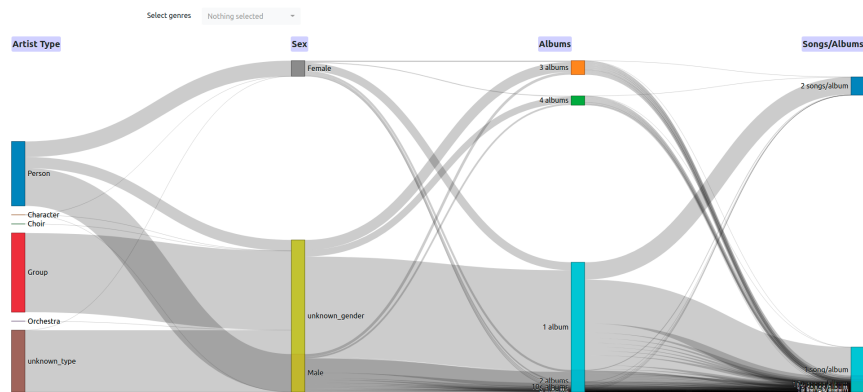 Select genres Nothing selected
Artist Type Sex Albums Songs/Albums
Female
3 albums
2 songs/album
4 albums
Person
Character
Choir
Group
unknown_gender
Orchestra
1 album
unknown_type
Male
2 albums
song/album